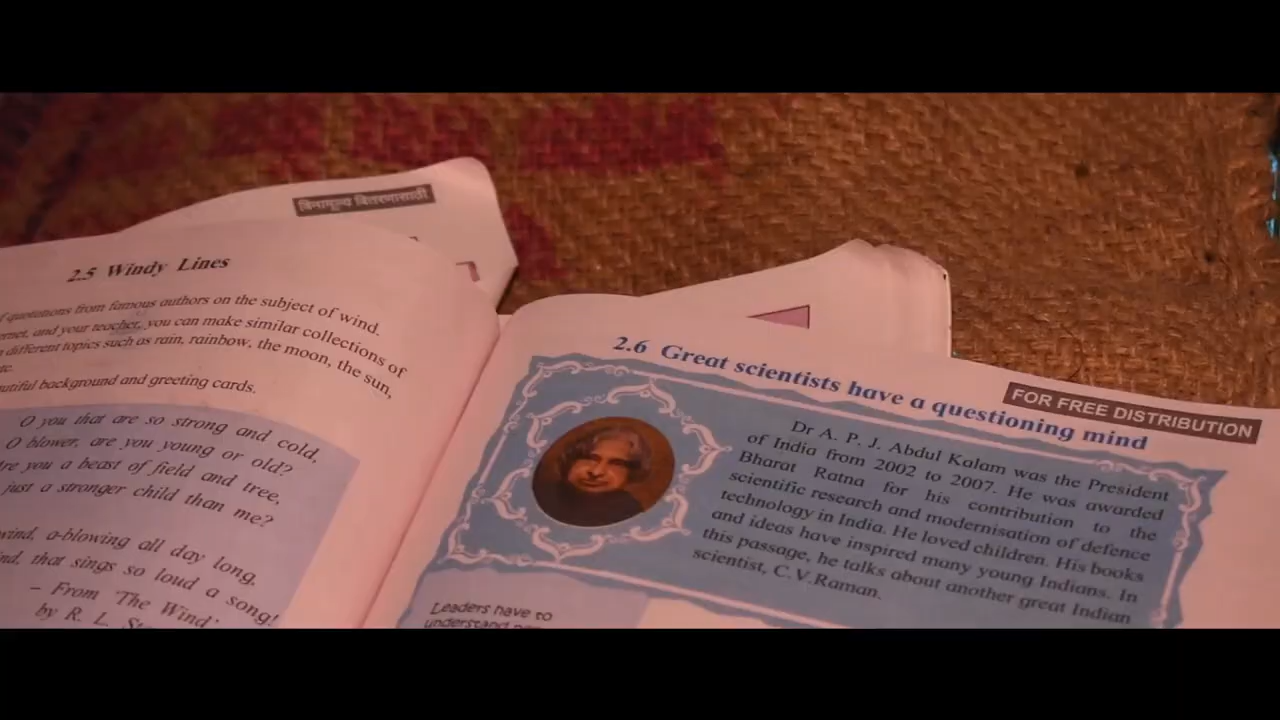 बिनामूल्य वितरणासाठी
2.5 Windy Lines
of quotations from famous authors on the subject of wind.
and your teacher, you can make similar collections of
different topics such as rain, rainbow, the moon, the sun,
etc.
background and greeting cards.
O you that are so strong and cold,
O blower, are you young or old?
you a beast of field and tree,
just a stronger child than me?
wind, a-blowing all day long,
that sings so loud a song!
– From 'The Wind'
by R. L.
2.6 Great scientists have a questioning mind
FOR FREE DISTRIBUTION
Dr A. P. J. Abdul Kalam was the President
of India from 2002 to 2007. He was awarded
Bharat Ratna for his contribution to the
scientific research and modernisation of defence
technology in India. He loved children. His books
and ideas have inspired many young Indians. In
this passage, he talks about another great Indian
scientist, C.V.Raman.
Leaders have to
understand